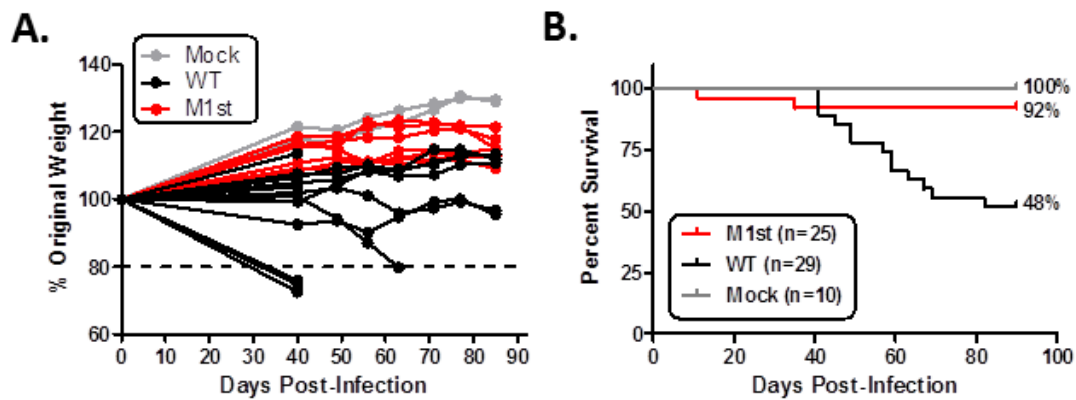 A.
Mock
WT
M1st
140
120
100
80
60
% Original Weight
0 10 20 30 40 50 60 70 80 90
Days Post-Infection
B.
100
75
50
25
0
Percent Survival
100%
92%
48%
M1st (n=25)
WT (n=29)
Mock (n=10)
0 20 40 60 80 100
Days Post-Infection